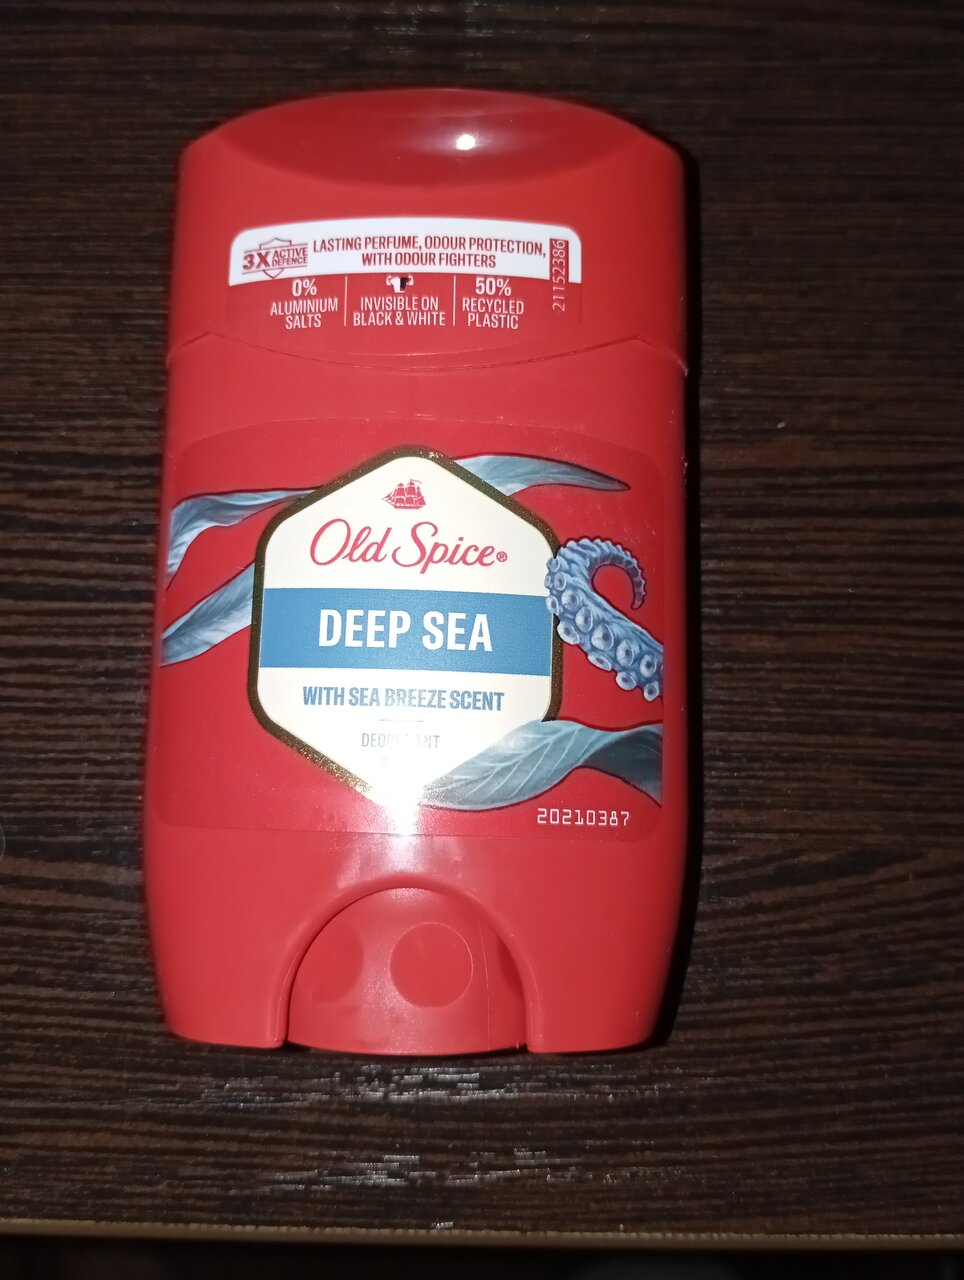 3X ACTIVE DEFENCE
LASTING PERFUME, ODOUR PROTECTION,
WITH ODOUR FIGHTERS
0%
ALUMINIUM
SALTS
INVISIBLE ON
BLACK & WHITE
50%
RECYCLED
PLASTIC
21152386
Old Spice®
DEEP SEA
WITH SEA BREEZE SCENT
20210387